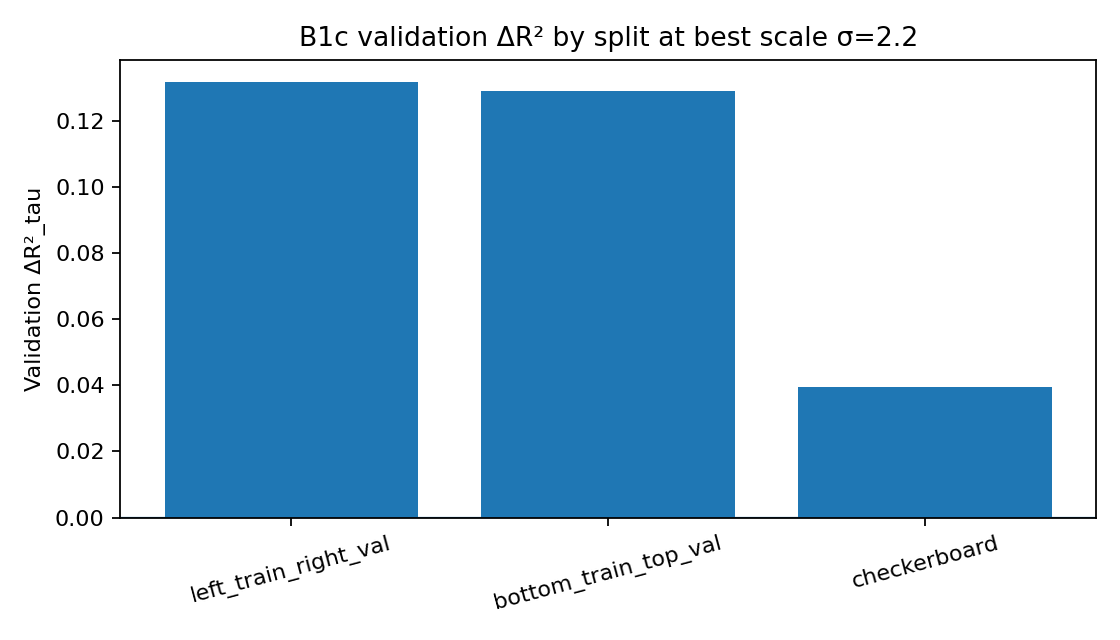 B1c validation ΔR² by split at best scale σ=2.2
Validation ΔR²_tau
0.12
0.10
0.08
0.06
0.04
0.02
0.00
left_train_right_val
bottom_train_top_val
checkerboard